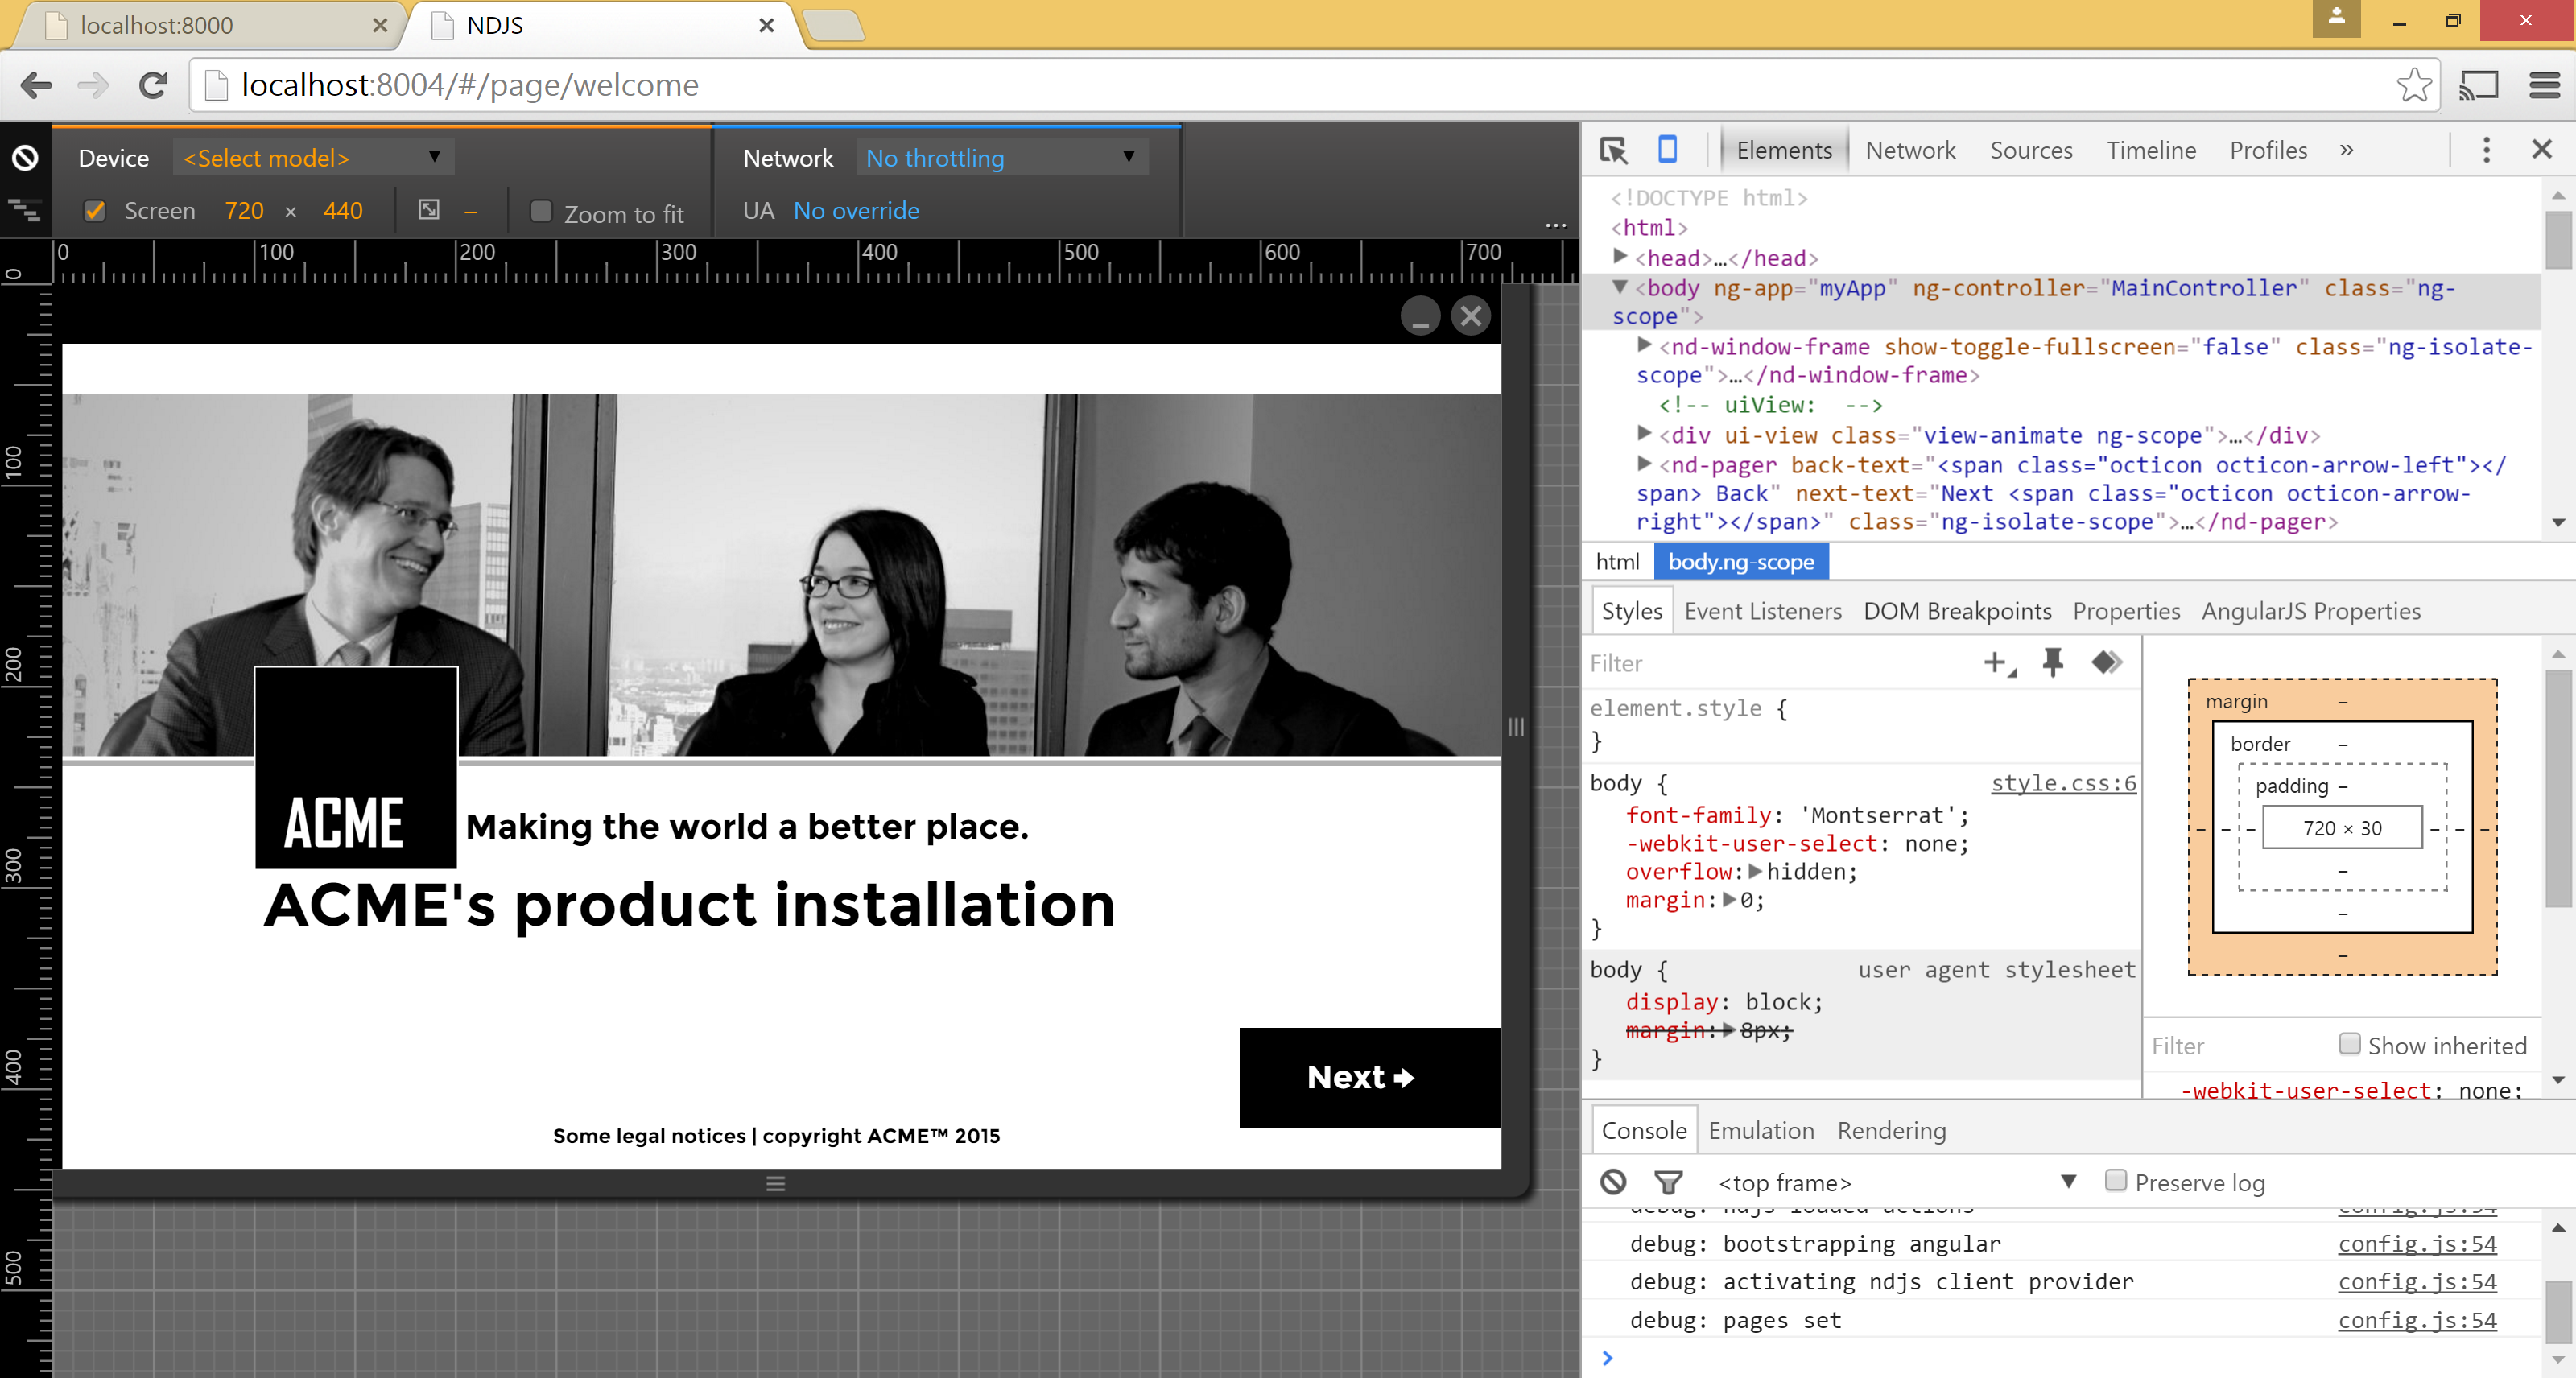 localhost:8000
NDJS
localhost:8004/#/page/welcome
Device <Select model>
Network No throttling
Screen 720 × 440
Zoom to fit
UA No override
0 100 200 300 400 500 600 700
0
100
200
300
400
500
ACME
Making the world a better place.
ACME's product installation
Next
Some legal notices | copyright ACME™ 2015
Elements Network Sources Timeline Profiles »
<!DOCTYPE html>
<html>
<head>…</head>
<body ng-app="myApp" ng-controller="MainController" class="ng-
scope">
<nd-window-frame show-toggle-fullscreen="false" class="ng-isolate-
scope">…</nd-window-frame>
<!-- uiView:  -->
<div ui-view class="view-animate ng-scope">…</div>
<nd-pager back-text="<span class="octicon octicon-arrow-left"></
span> Back" next-text="Next <span class="octicon octicon-arrow-
right"></span>" class="ng-isolate-scope">…</nd-pager>
html body.ng-scope
Styles Event Listeners DOM Breakpoints Properties AngularJS Properties
Filter
element.style {
}
body { style.css:6
font-family: 'Montserrat';
-webkit-user-select: none;
overflow: hidden;
margin: 0;
}
body { user agent stylesheet
display: block;
margin: 8px;
}
margin –
border –
padding –
– – – 720 × 30 – – –
–
–
–
Filter Show inherited
-webkit-user-select: none;
Console Emulation Rendering
<top frame> Preserve log
debug: ndjs loaded actions config.js:54
debug: bootstrapping angular config.js:54
debug: activating ndjs client provider config.js:54
debug: pages set config.js:54